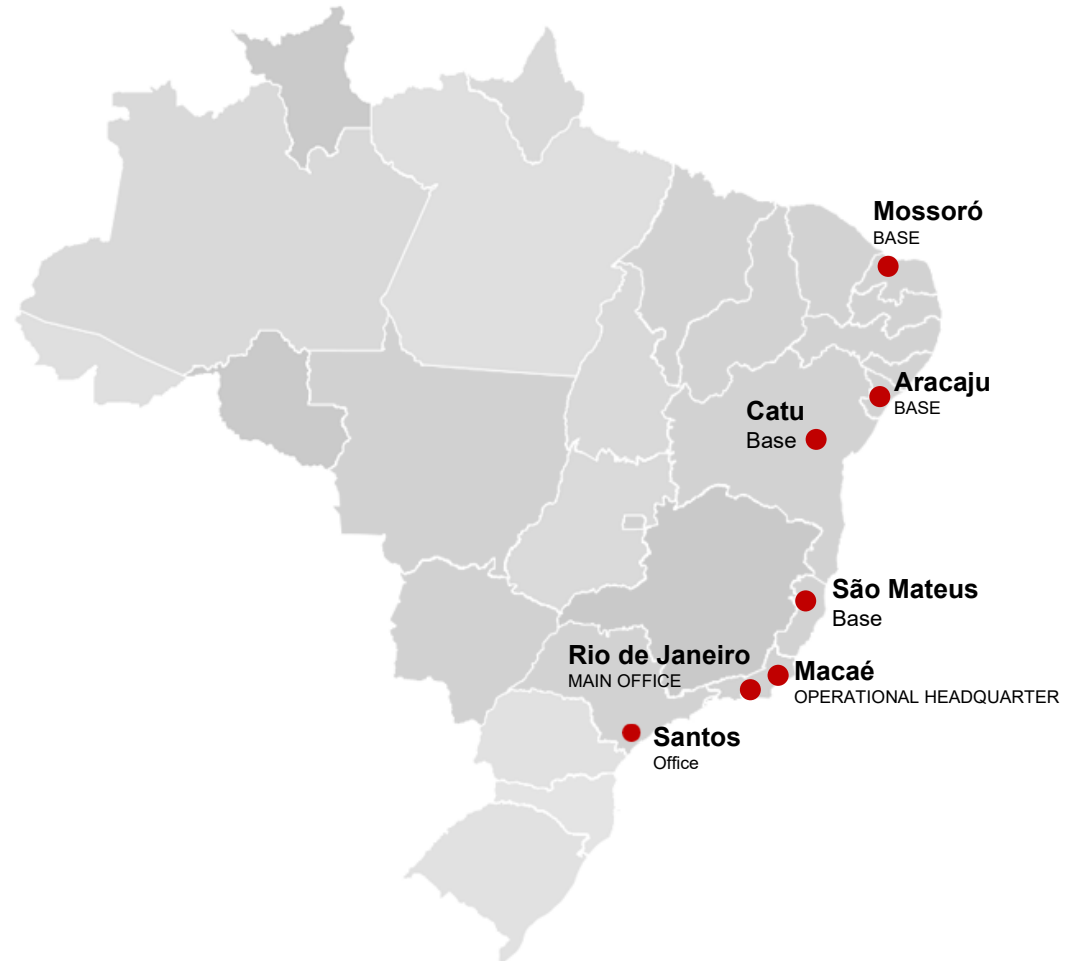 Mossoró
BASE
Aracaju
BASE
Catu
Base
São Mateus
Base
Rio de Janeiro
MAIN OFFICE
Macaé
OPERATIONAL HEADQUARTER
Santos
Office